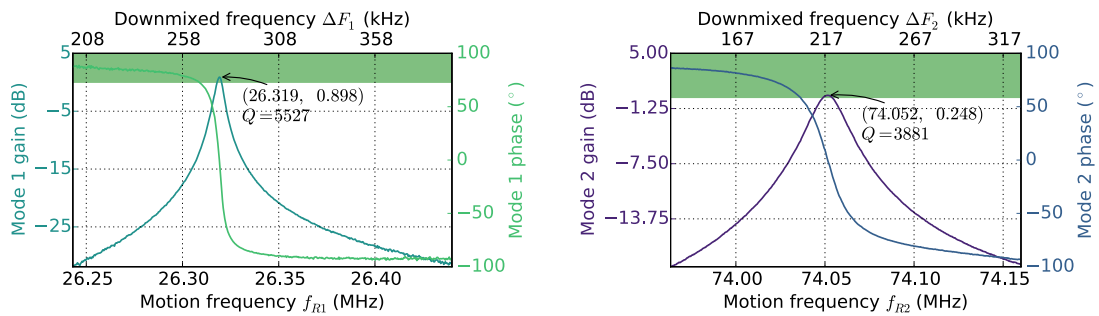 Downmixed frequency ΔF₁ (kHz)
208 258 308 358
5
−5
−15
−25
Mode 1 gain (dB)
(26.319, 0.898)
Q=5527
100
50
0
−50
−100
Mode 1 phase (°)
26.25 26.30 26.35 26.40
Motion frequency f_R1 (MHz)
Downmixed frequency ΔF₂ (kHz)
167 217 267 317
5.00
−1.25
−7.50
−13.75
Mode 2 gain (dB)
(74.052, 0.248)
Q=3881
100
50
0
−50
−100
Mode 2 phase (°)
74.00 74.05 74.10 74.15
Motion frequency f_R2 (MHz)